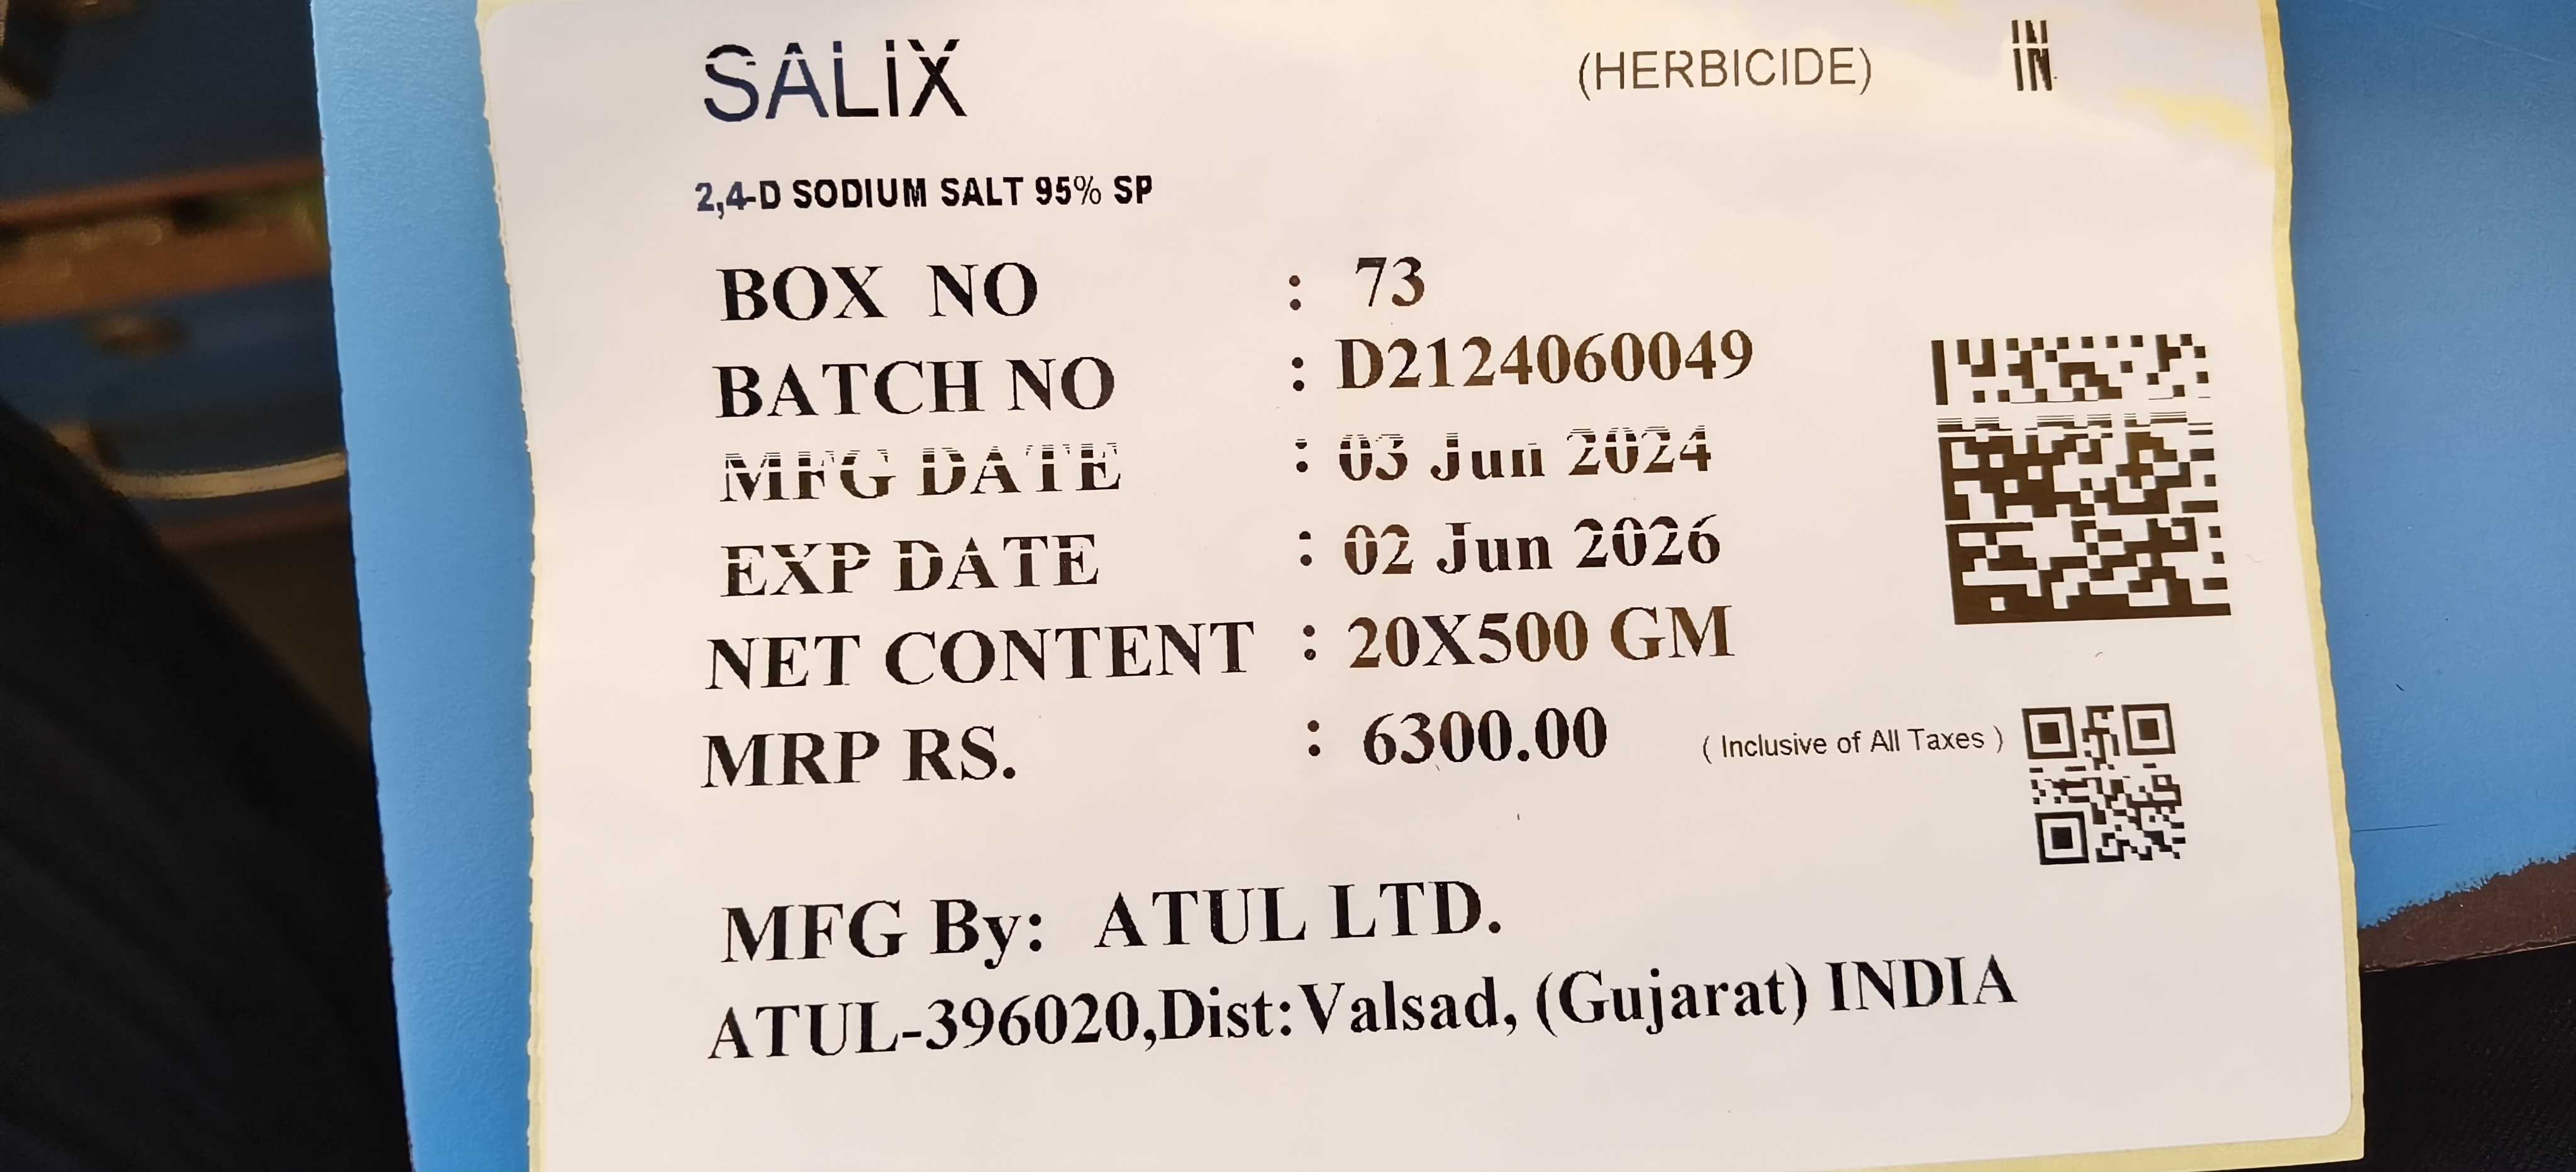 SALIX (HERBICIDE) IN
2,4-D SODIUM SALT 95% SP
BOX NO : 73
BATCH NO : D2124060049
MFG DATE : 03 Jun 2024
EXP DATE : 02 Jun 2026
NET CONTENT : 20X500 GM
MRP RS. : 6300.00 ( Inclusive of All Taxes )
MFG By: ATUL LTD.
ATUL-396020,Dist:Valsad, (Gujarat) INDIA